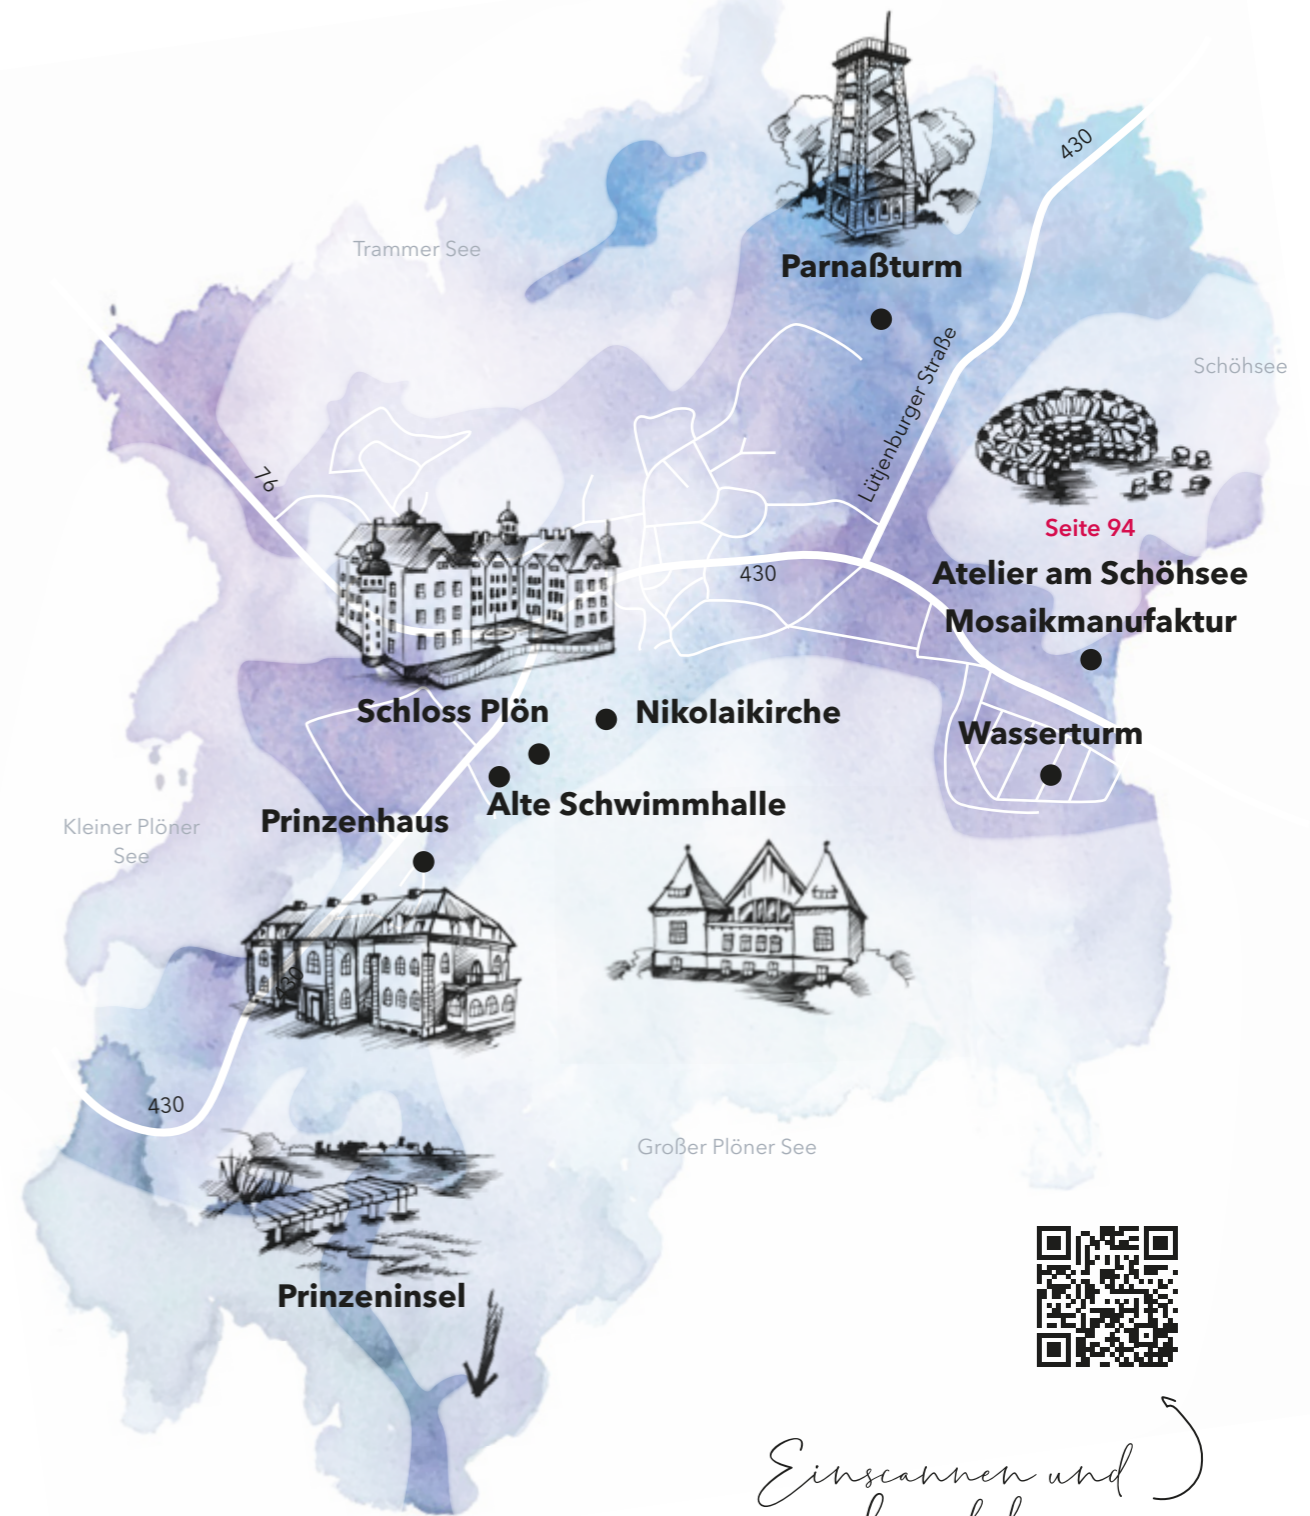 430
Trammer See
Parnaßturm
Lütjenburger Straße
Schöhsee
76
Seite 94
430
Atelier am Schöhsee
Mosaikmanufaktur
Schloss Plön
Nikolaikirche
Wasserturm
Alte Schwimmhalle
Prinzenhaus
Kleiner Plöner
See
430
430
Großer Plöner See
Prinzeninsel
Einscannen und